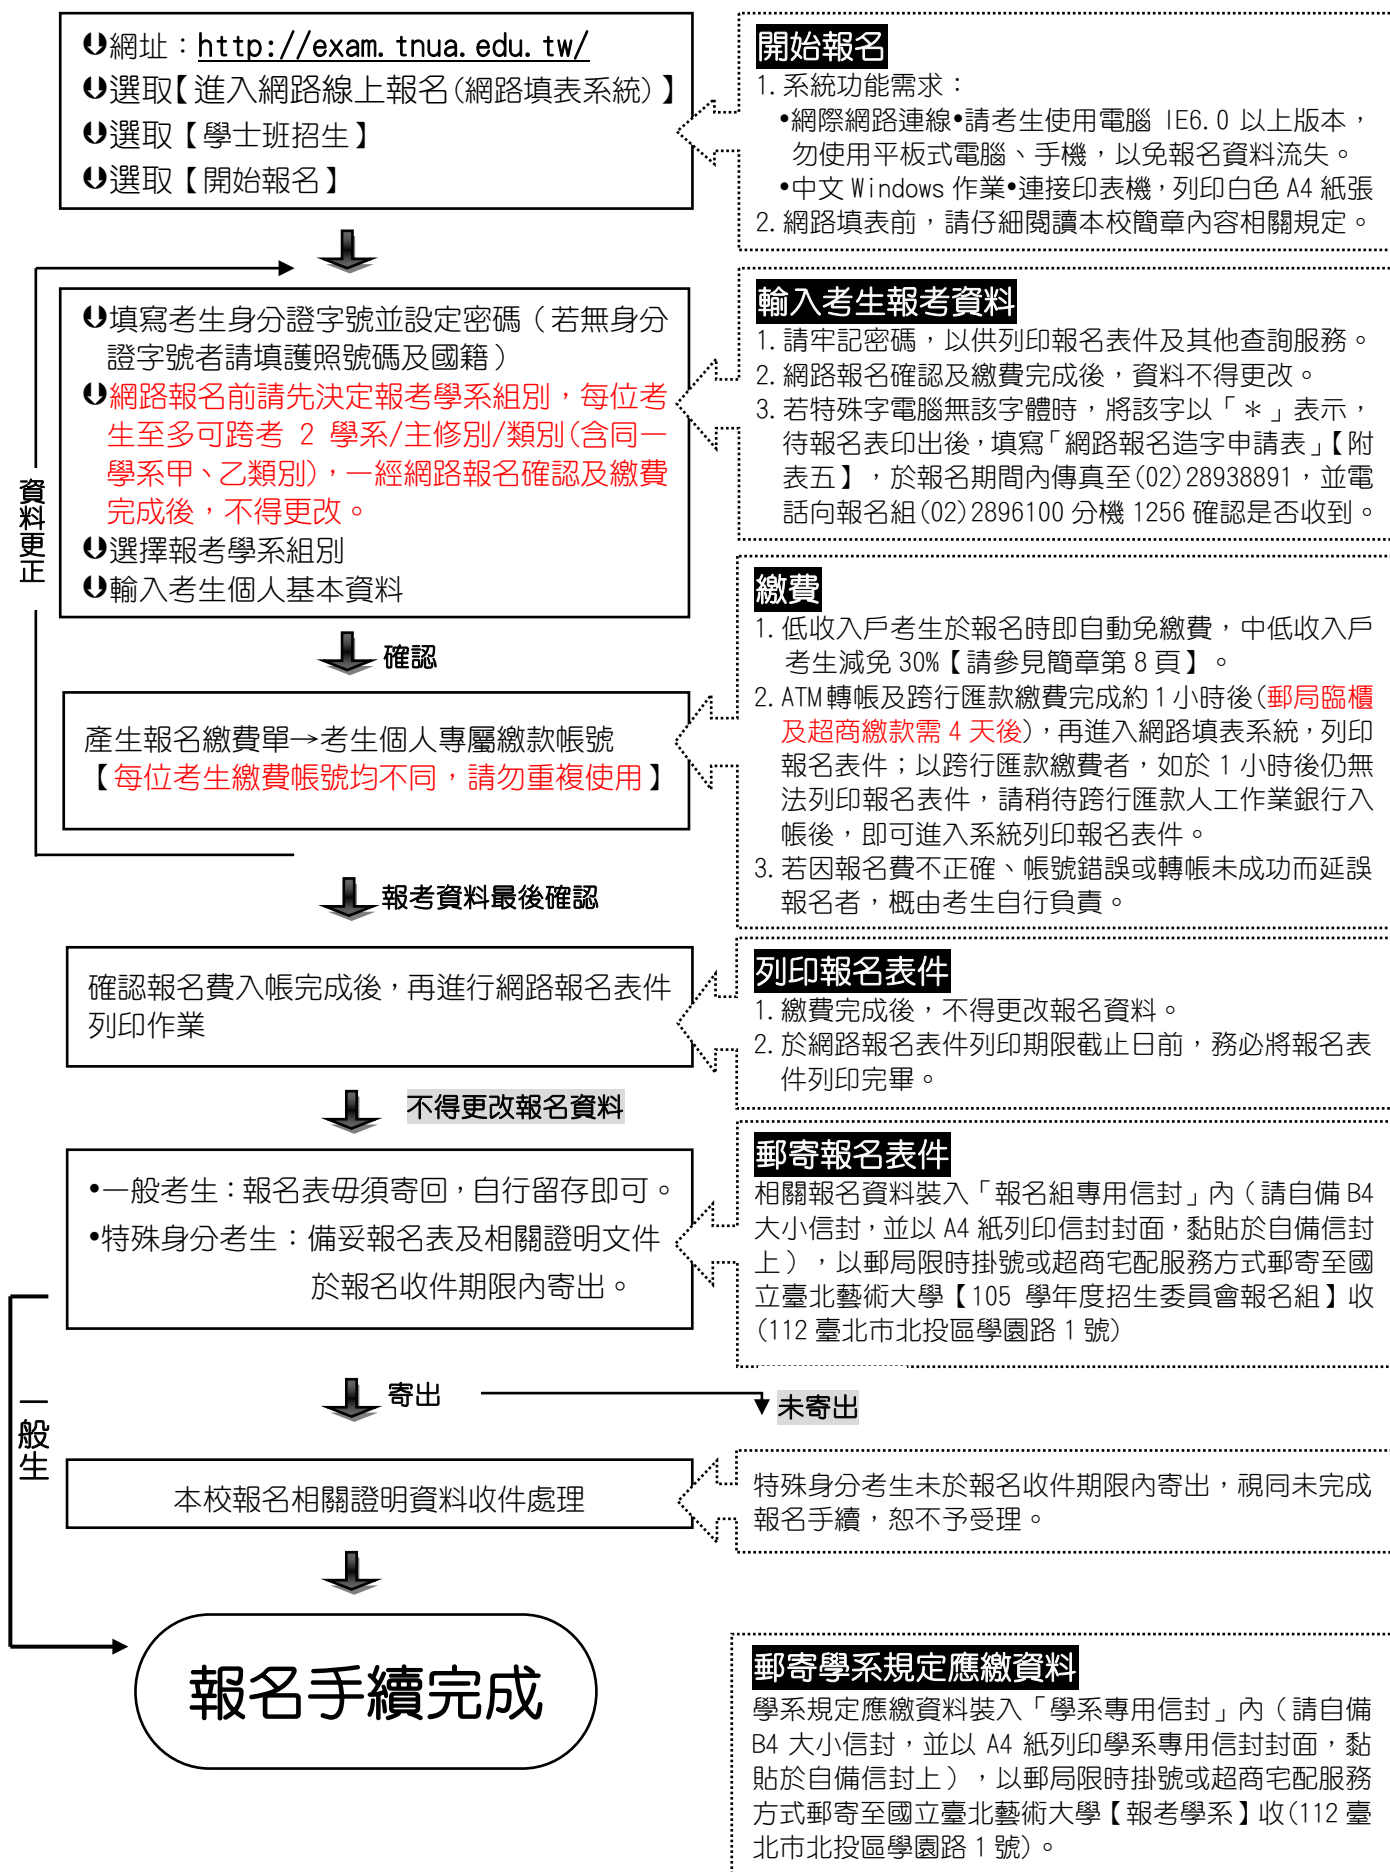 網址：http://exam.tnua.edu.tw/
選取【進入網路線上報名(網路填表系統)】
選取【學士班招生】
選取【開始報名】
開始報名
1.系統功能需求：
•網際網路連線•請考生使用電腦 IE6.0 以上版本，
勿使用平板式電腦、手機，以免報名資料流失。
•中文 Windows 作業•連接印表機，列印白色 A4 紙張
2.網路填表前，請仔細閱讀本校簡章內容相關規定。
填寫考生身分證字號並設定密碼（若無身分
證字號者請填護照號碼及國籍）
網路報名前請先決定報考學系組別，每位考
生至多可跨考 2 學系/主修別/類別(含同一
學系甲、乙類別)，一經網路報名確認及繳費
完成後，不得更改。
選擇報考學系組別
輸入考生個人基本資料
輸入考生報考資料
1.請牢記密碼，以供列印報名表件及其他查詢服務。
2.網路報名確認及繳費完成後，資料不得更改。
3.若特殊字電腦無該字體時，將該字以「＊」表示，
待報名表印出後，填寫「網路報名造字申請表」【附
表五】，於報名期間內傳真至(02)28938891，並電
話向報名組(02)2896100 分機 1256 確認是否收到。
資料更正
確認
產生報名繳費單→考生個人專屬繳款帳號
【每位考生繳費帳號均不同，請勿重複使用】
繳費
1.低收入戶考生於報名時即自動免繳費，中低收入戶
考生減免 30%【請參見簡章第 8 頁】。
2.ATM 轉帳及跨行匯款繳費完成約 1 小時後(郵局臨櫃
及超商繳款需 4 天後)，再進入網路填表系統，列印
報名表件；以跨行匯款繳費者，如於 1 小時後仍無
法列印報名表件，請稍待跨行匯款人工作業銀行入
帳後，即可進入系統列印報名表件。
3.若因報名費不正確、帳號錯誤或轉帳未成功而延誤
報名者，概由考生自行負責。
報考資料最後確認
確認報名費入帳完成後，再進行網路報名表件
列印作業
列印報名表件
1.繳費完成後，不得更改報名資料。
2.於網路報名表件列印期限截止日前，務必將報名表
件列印完畢。
不得更改報名資料
•一般考生：報名表毋須寄回，自行留存即可。
•特殊身分考生：備妥報名表及相關證明文件
於報名收件期限內寄出。
郵寄報名表件
相關報名資料裝入「報名組專用信封」內（請自備 B4
大小信封，並以 A4 紙列印信封封面，黏貼於自備信封
上），以郵局限時掛號或超商宅配服務方式郵寄至國
立臺北藝術大學【105 學年度招生委員會報名組】收
(112 臺北市北投區學園路 1 號)
寄出
未寄出
一般生
本校報名相關證明資料收件處理
特殊身分考生未於報名收件期限內寄出，視同未完成
報名手續，恕不予受理。
報名手續完成
郵寄學系規定應繳資料
學系規定應繳資料裝入「學系專用信封」內（請自備
B4 大小信封，並以 A4 紙列印學系專用信封封面，黏
貼於自備信封上），以郵局限時掛號或超商宅配服務
方式郵寄至國立臺北藝術大學【報考學系】收(112 臺
北市北投區學園路 1 號)。